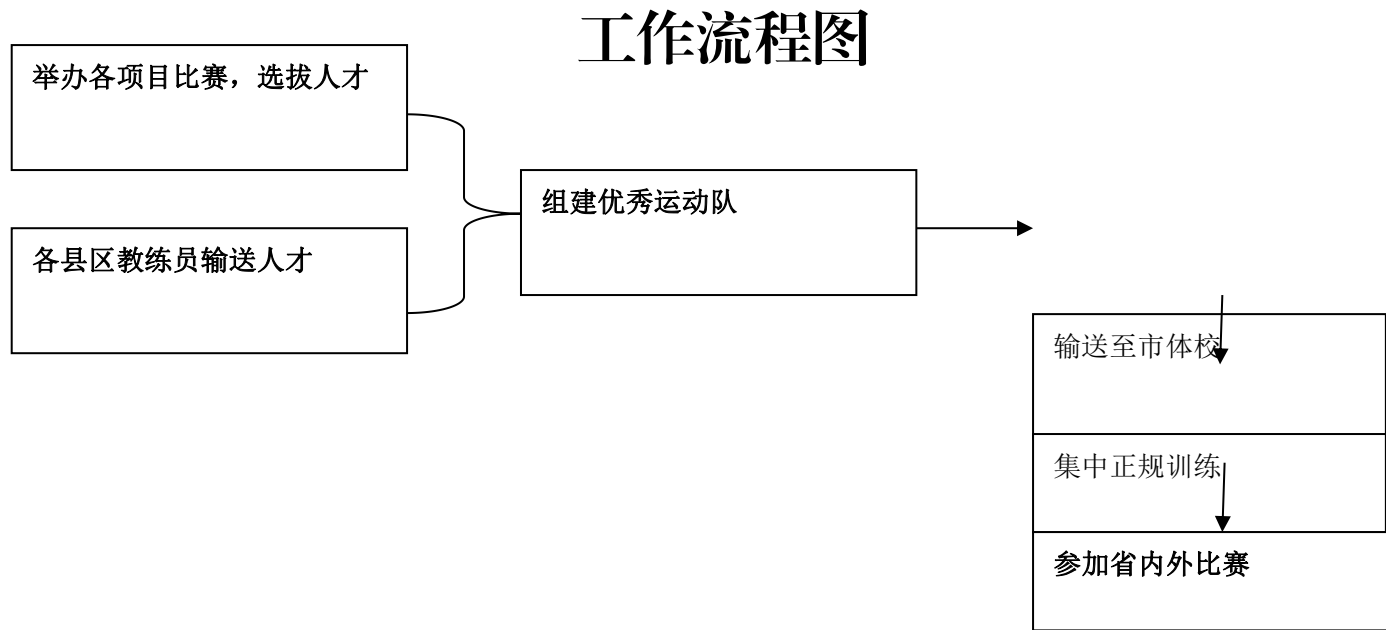 工作流程图
举办各项目比赛，选拔人才
各县区教练员输送人才
组建优秀运动队
输送至市体校
集中正规训练
参加省内外比赛